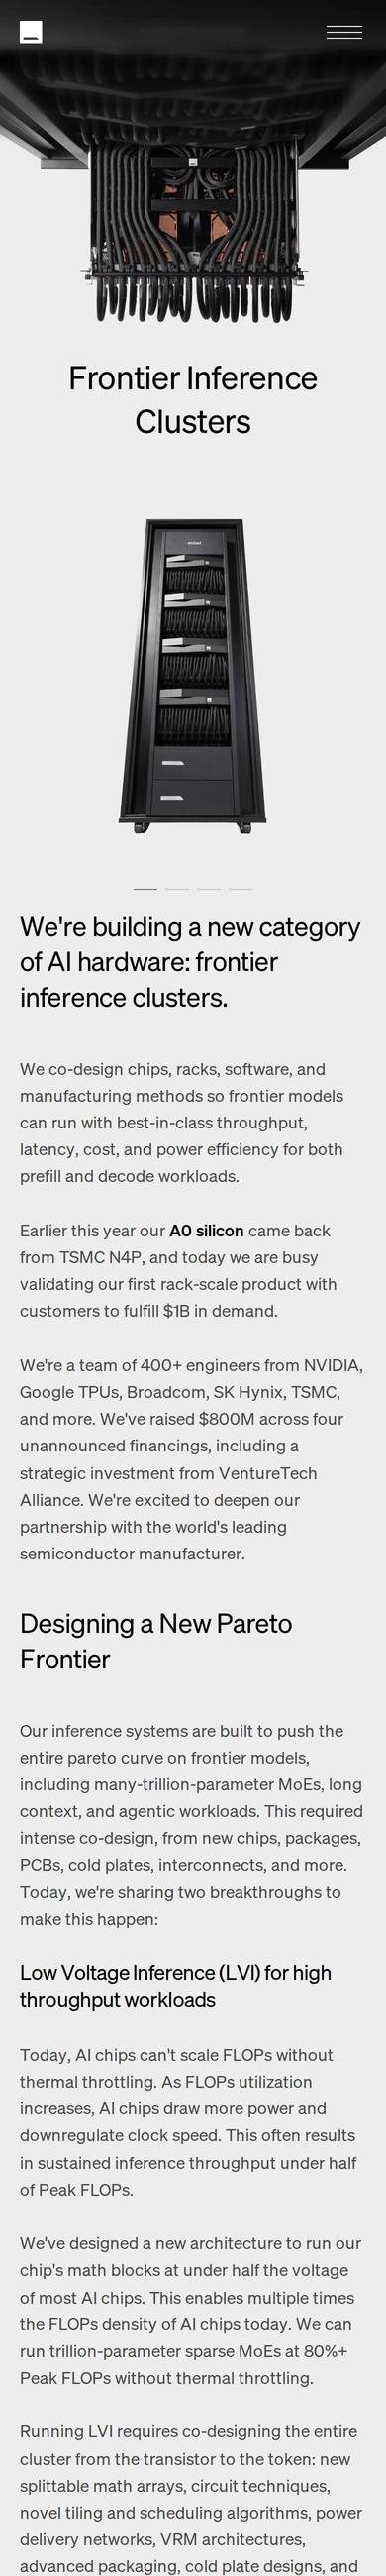 Frontier Inference
Clusters
We're building a new category
of AI hardware: frontier
inference clusters.
We co-design chips, racks, software, and
manufacturing methods so frontier models
can run with best-in-class throughput,
latency, cost, and power efficiency for both
prefill and decode workloads.
Earlier this year our A0 silicon came back
from TSMC N4P, and today we are busy
validating our first rack-scale product with
customers to fulfill $1B in demand.
We're a team of 400+ engineers from NVIDIA,
Google TPUs, Broadcom, SK Hynix, TSMC,
and more. We've raised $800M across four
unannounced financings, including a
strategic investment from VentureTech
Alliance. We're excited to deepen our
partnership with the world's leading
semiconductor manufacturer.
Designing a New Pareto
Frontier
Our inference systems are built to push the
entire pareto curve on frontier models,
including many-trillion-parameter MoEs, long
context, and agentic workloads. This required
intense co-design, from new chips, packages,
PCBs, cold plates, interconnects, and more.
Today, we're sharing two breakthroughs to
make this happen:
Low Voltage Inference (LVI) for high
throughput workloads
Today, AI chips can't scale FLOPs without
thermal throttling. As FLOPs utilization
increases, AI chips draw more power and
downregulate clock speed. This often results
in sustained inference throughput under half
of Peak FLOPs.
We've designed a new architecture to run our
chip's math blocks at under half the voltage
of most AI chips. This enables multiple times
the FLOPs density of AI chips today. We can
run trillion-parameter sparse MoEs at 80%+
Peak FLOPs without thermal throttling.
Running LVI requires co-designing the entire
cluster from the transistor to the token: new
splittable math arrays, circuit techniques,
novel tiling and scheduling algorithms, power
delivery networks, VRM architectures,
advanced packaging, cold plate designs, and